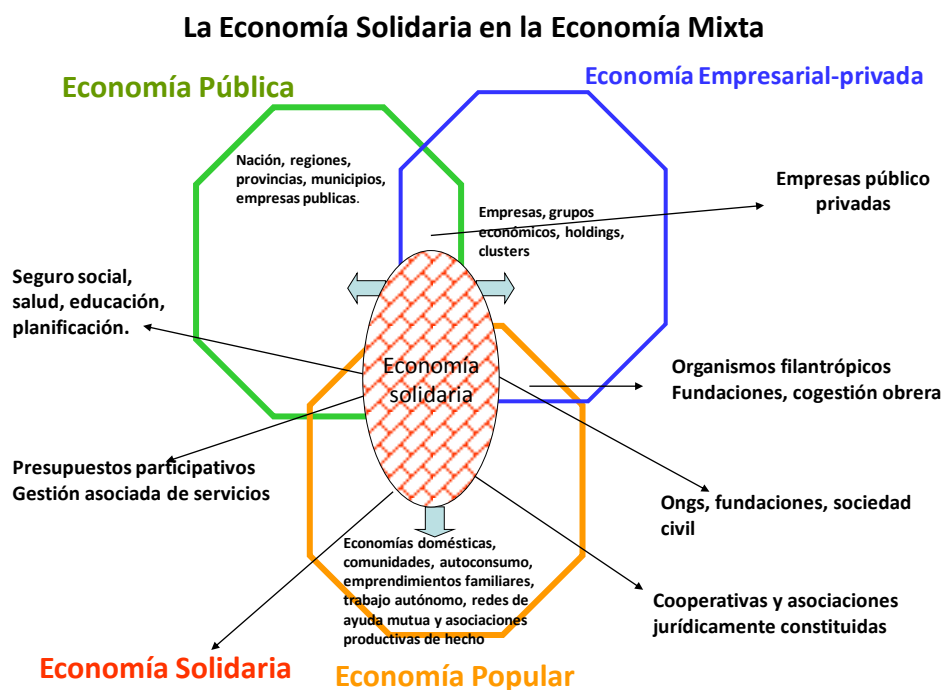 La Economía Solidaria en la Economía Mixta
Economía Pública
Economía Empresarial-privada
Nación, regiones,
provincias, municipios,
empresas publicas.
Empresas, grupos
económicos, holdings,
clusters
Empresas público
privadas
Seguro social,
salud, educación,
planificación.
Economía
solidaria
Organismos filantrópicos
Fundaciones, cogestión obrera
Presupuestos participativos
Gestión asociada de servicios
Ongs, fundaciones, sociedad
civil
Economías domésticas,
comunidades, autoconsumo,
emprendimientos familiares,
trabajo autónomo, redes de
ayuda mutua y asociaciones
productivas de hecho
Cooperativas y asociaciones
jurídicamente constituidas
Economía Solidaria
Economía Popular